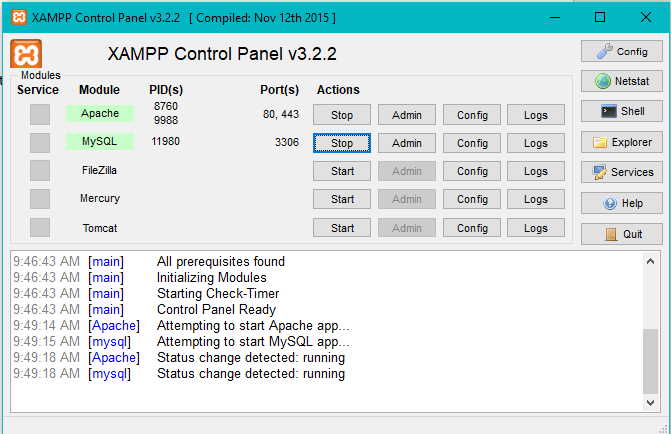 XAMPP Control Panel v3.2.2 [ Compiled: Nov 12th 2015 ]
XAMPP Control Panel v3.2.2
Config
Modules
Service Module PID(s) Port(s) Actions
Netstat
Apache 8760 9988 80, 443 Stop Admin Config Logs
Shell
MySQL 11980 3306 Stop Admin Config Logs
Explorer
FileZilla Start Admin Config Logs
Services
Mercury Start Admin Config Logs
Help
Tomcat Start Admin Config Logs
Quit
9:46:43 AM [main] All prerequisites found
9:46:43 AM [main] Initializing Modules
9:46:43 AM [main] Starting Check-Timer
9:46:43 AM [main] Control Panel Ready
9:49:14 AM [Apache] Attempting to start Apache app...
9:49:15 AM [mysql] Attempting to start MySQL app...
9:49:18 AM [Apache] Status change detected: running
9:49:18 AM [mysql] Status change detected: running